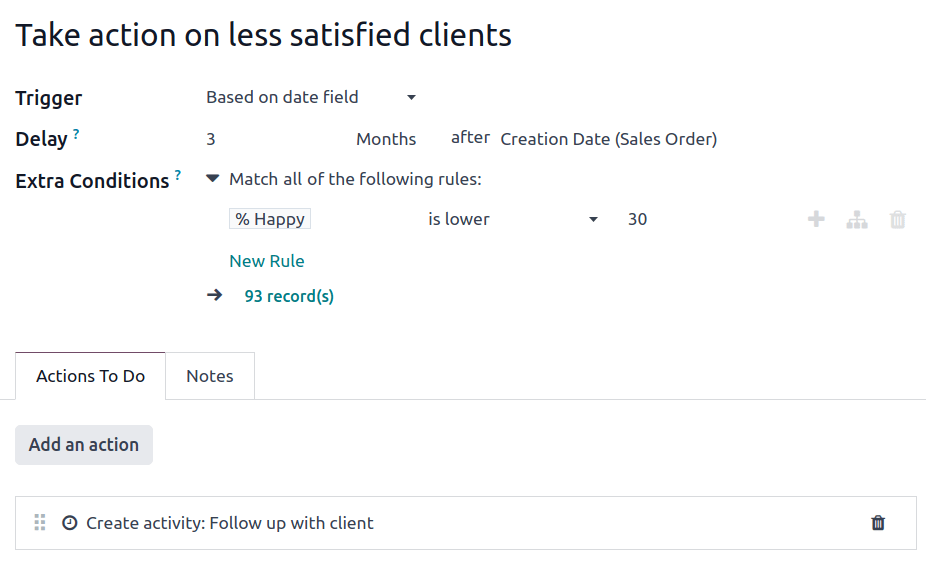 Take action on less satisfied clients
Trigger Based on date field
Delay ? 3 Months after Creation Date (Sales Order)
Extra Conditions ? Match all of the following rules:
% Happy is lower 30
New Rule
93 record(s)
Actions To Do Notes
Add an action
Create activity: Follow up with client